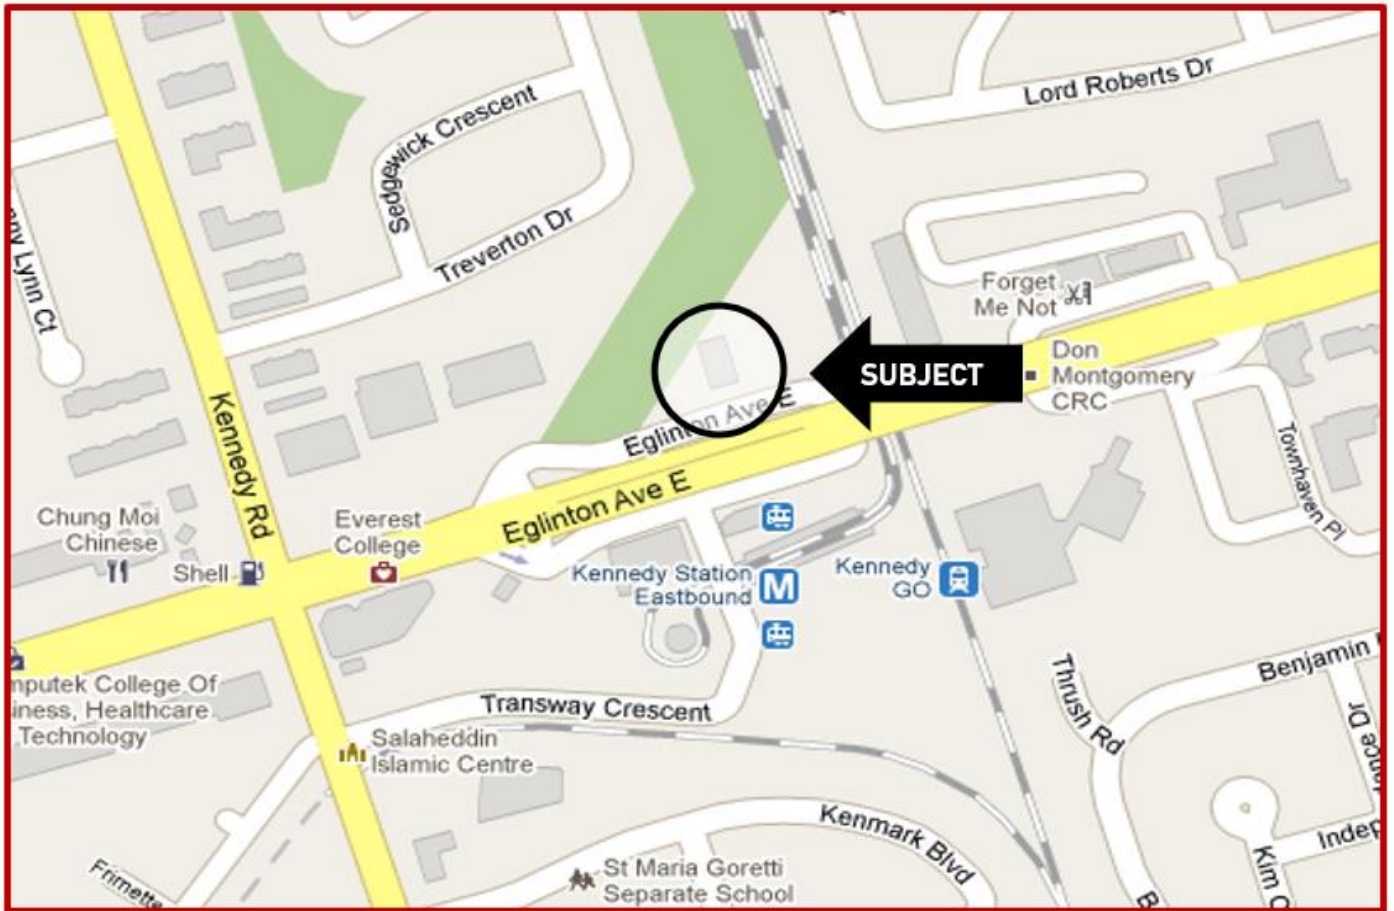 Lord Roberts Dr
Sedgewick Crescent
Treverton Dr
Lynn Ct
Forget
Me Not
SUBJECT
Don
Montgomery
CRC
Kennedy Rd
Eglinton Ave E
Eglinton Ave E
Townhaven Pl
Chung Moi
Chinese
Shell
Everest
College
Kennedy Station
Eastbound
M
Kennedy
GO
Benjamin
Thrush Rd
College Of
Healthcare
Technology
Transway Crescent
Salaheddin
Islamic Centre
Kenmark Blvd
St Maria Goretti
Separate School
Frimette
Kim
Dr